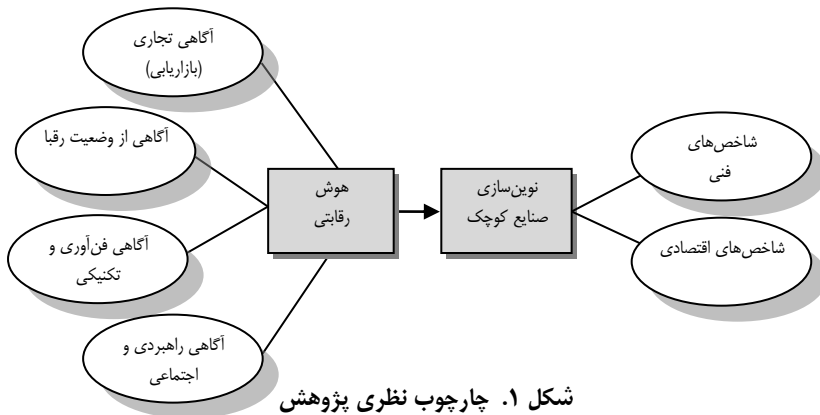 آگاهی تجاری
(بازاریابی)
آگاهی از وضعیت رقبا
آگاهی فن‌آوری و
تکنیکی
آگاهی راهبردی و
اجتماعی
هوش
رقابتی
نوین‌سازی
صنایع کوچک
شاخص‌های
فنی
شاخص‌های اقتصادی
شکل ۱. چارچوب نظری پژوهش